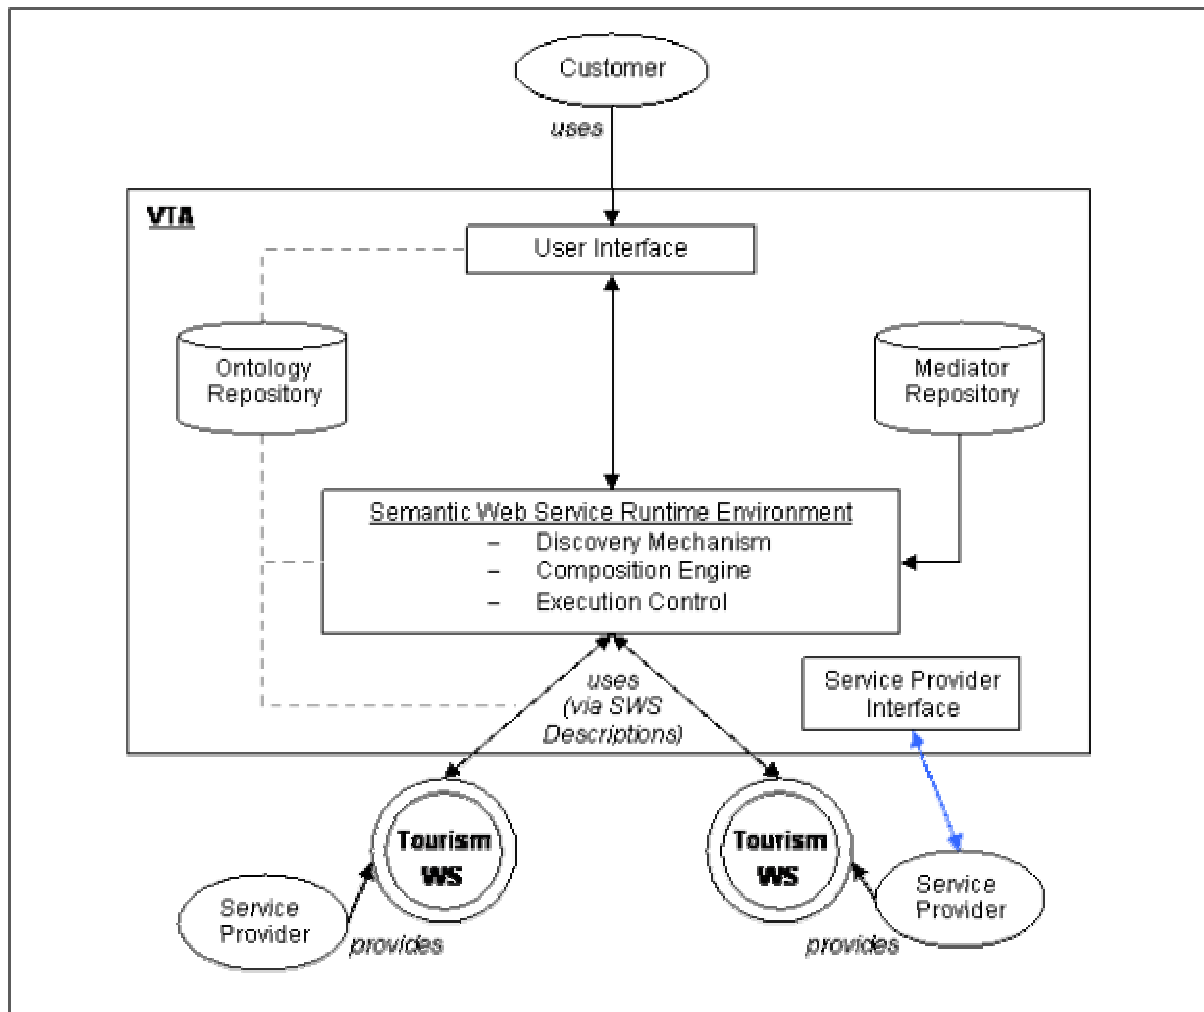 Customer
uses
VTA
User Interface
Ontology
Repository
Mediator
Repository
Semantic Web Service Runtime Environment
– Discovery Mechanism
– Composition Engine
– Execution Control
uses
(via SWS
Descriptions)
Service Provider
Interface
Tourism
WS
Tourism
WS
Service
Provider
provides
provides
Service
Provider